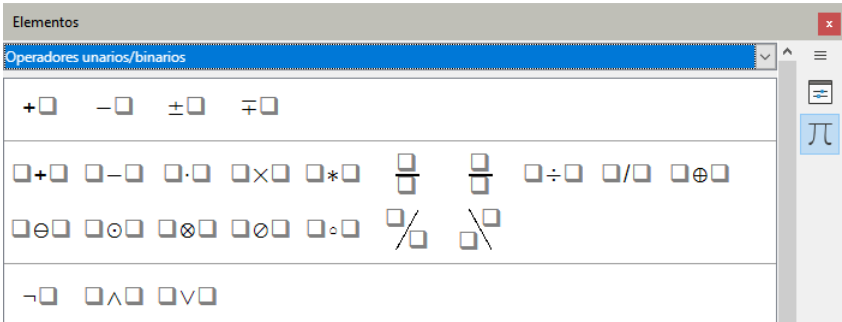 Elementos x
Operadores unarios/binarios
+□ −□ ±□ ∓□
□+□ □−□ □·□ □×□ □∗□ □/□ □/□ □÷□ □/□ □⊕□
□⊖□ □⊙□ □⊗□ □⊘□ □∘□ □/□ □\□
¬□ □∧□ □∨□
π